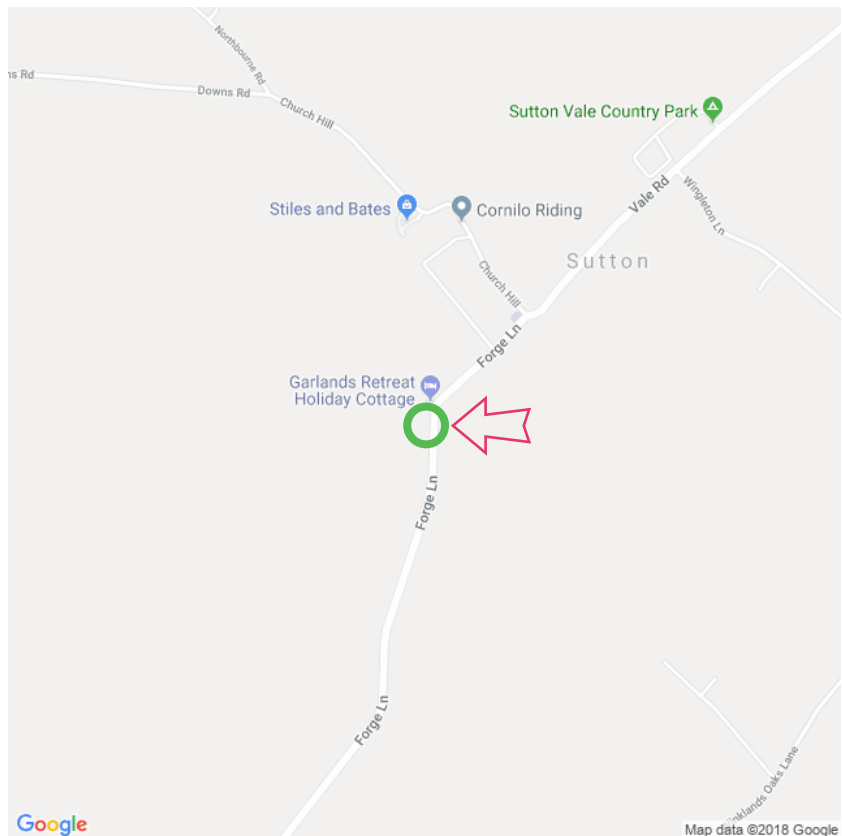 Northbourne Rd
ns Rd
Downs Rd
Church Hill
Sutton Vale Country Park
Stiles and Bates
Cornilo Riding
Vale Rd
Wingleton Ln
Sutton
Church Hill
Forge Ln
Garlands Retreat
Holiday Cottage
Forge Ln
Forge Ln
nklands Oaks Lane
Google
Map data ©2018 Google